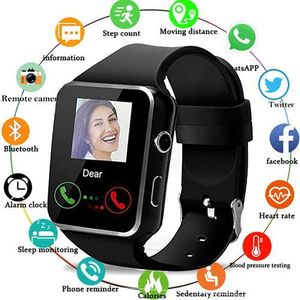 Step count
Moving distance
information
atsAPP
Remote camera
Twitter
Bluetooth
facebook
Alarm clock
Dear
Heart rate
Sleep monitoring
Blood pressure testing
Phone reminder
Calories
Sedentary reminder